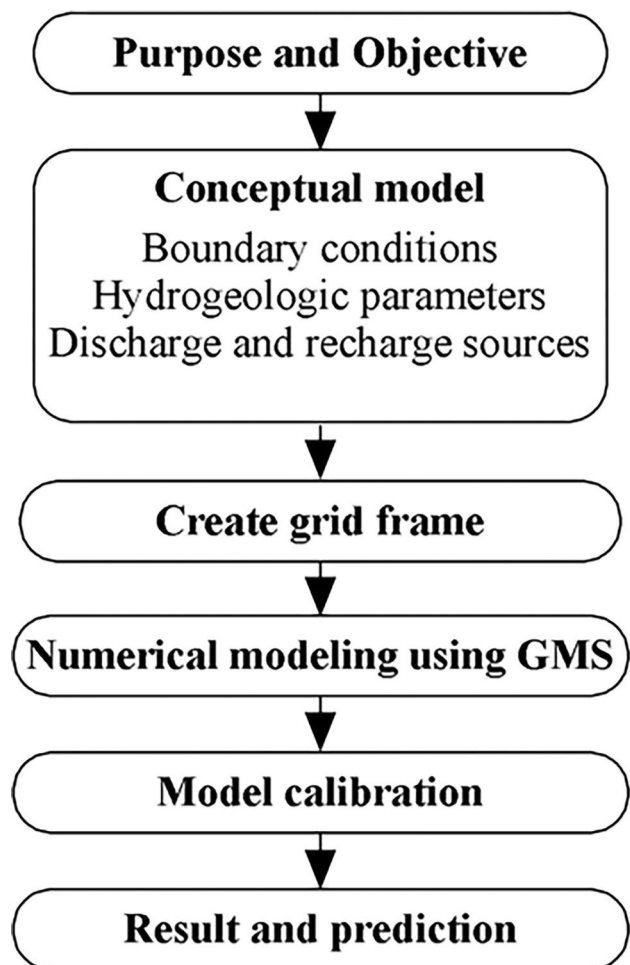 Purpose and Objective
Conceptual model
Boundary conditions
Hydrogeologic parameters
Discharge and recharge sources
Create grid frame
Numerical modeling using GMS
Model calibration
Result and prediction